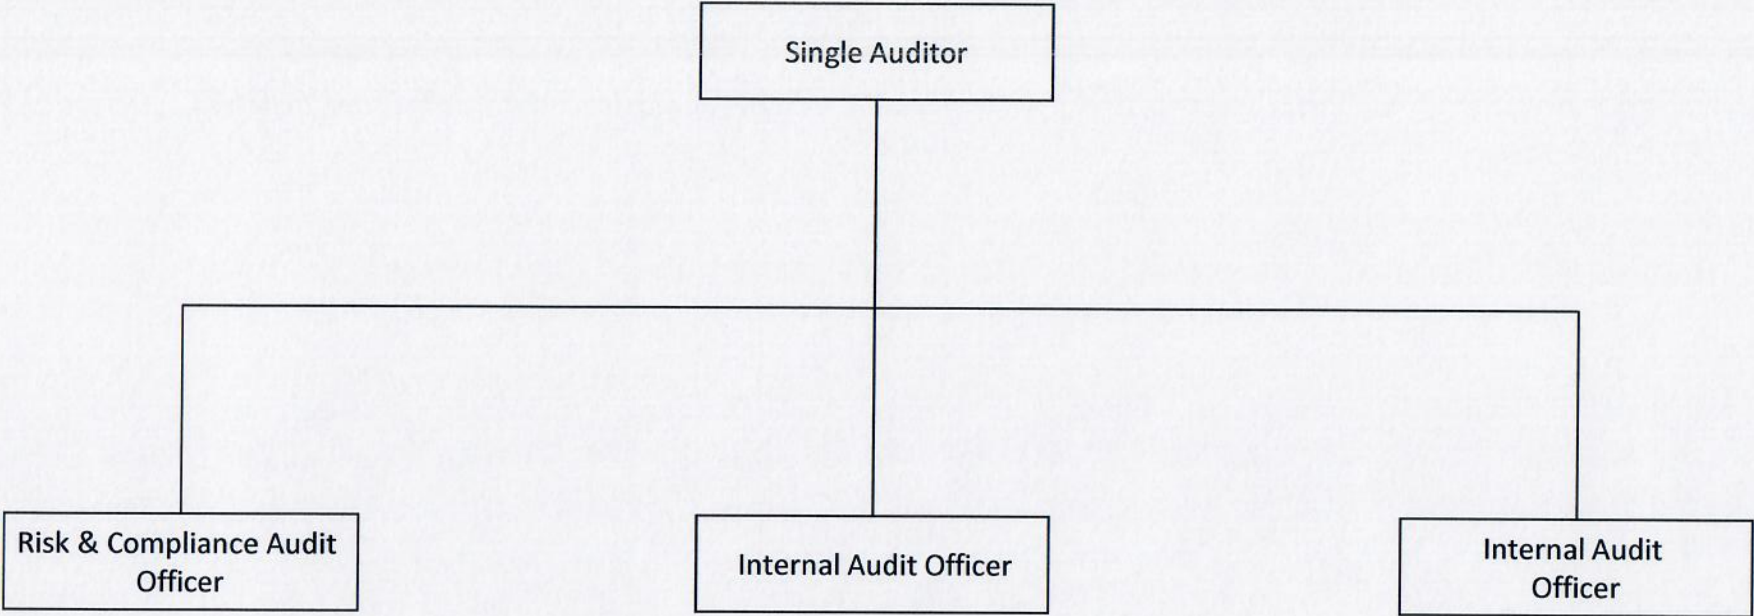 Single Auditor
Risk & Compliance Audit
Officer
Internal Audit Officer
Internal Audit
Officer